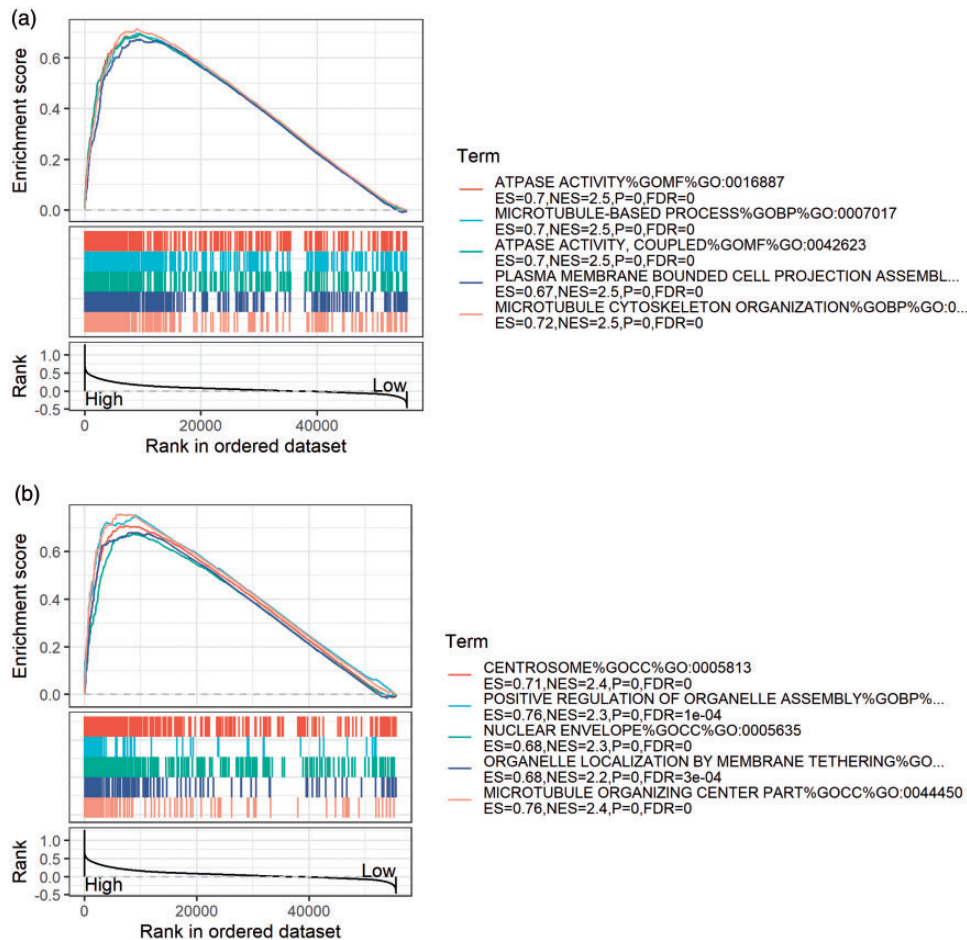 (a)
Enrichment score
0.6
0.4
0.2
0.0
Rank
1.0
0.5
0.0
-0.5
High
Low
0
20000
40000
Rank in ordered dataset
Term
ATPASE ACTIVITY%GOMF%GO:0016887
ES=0.7,NES=2.5,P=0,FDR=0
MICROTUBULE-BASED PROCESS%GOBP%GO:0007017
ES=0.7,NES=2.5,P=0,FDR=0
ATPASE ACTIVITY, COUPLED%GOMF%GO:0042623
ES=0.7,NES=2.5,P=0,FDR=0
PLASMA MEMBRANE BOUNDED CELL PROJECTION ASSEMBL...
ES=0.67,NES=2.5,P=0,FDR=0
MICROTUBULE CYTOSKELETON ORGANIZATION%GOBP%GO:0...
ES=0.72,NES=2.5,P=0,FDR=0
(b)
Enrichment score
0.6
0.4
0.2
0.0
Rank
1.0
0.5
0.0
-0.5
High
Low
0
20000
40000
Rank in ordered dataset
Term
CENTROSOME%GOCC%GO:0005813
ES=0.71,NES=2.4,P=0,FDR=0
POSITIVE REGULATION OF ORGANELLE ASSEMBLY%GOBP%...
ES=0.76,NES=2.3,P=0,FDR=1e-04
NUCLEAR ENVELOPE%GOCC%GO:0005635
ES=0.68,NES=2.3,P=0,FDR=0
ORGANELLE LOCALIZATION BY MEMBRANE TETHERING%GO...
ES=0.68,NES=2.2,P=0,FDR=3e-04
MICROTUBULE ORGANIZING CENTER PART%GOCC%GO:0044450
ES=0.76,NES=2.4,P=0,FDR=0